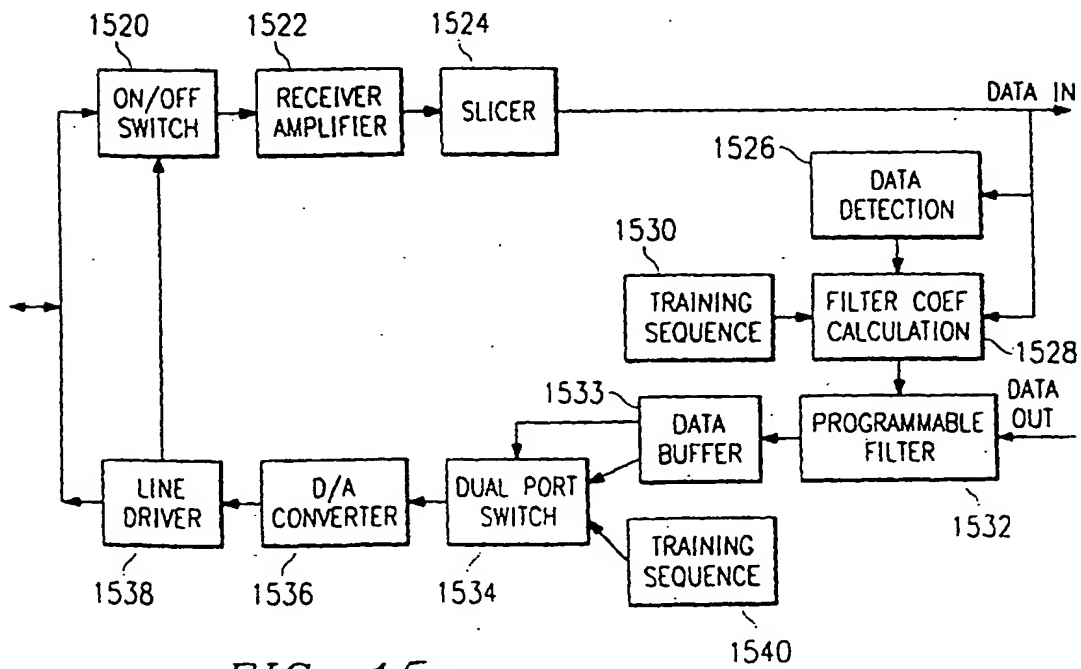 1520
1522
1524
ON/OFF
SWITCH
RECEIVER
AMPLIFIER
SLICER
DATA IN
1526
DATA
DETECTION
1530
TRAINING
SEQUENCE
FILTER COEF
CALCULATION
1528
1533
DATA
BUFFER
PROGRAMMABLE
FILTER
DATA
OUT
1532
LINE
DRIVER
D/A
CONVERTER
DUAL PORT
SWITCH
TRAINING
SEQUENCE
1538
1536
1534
1540